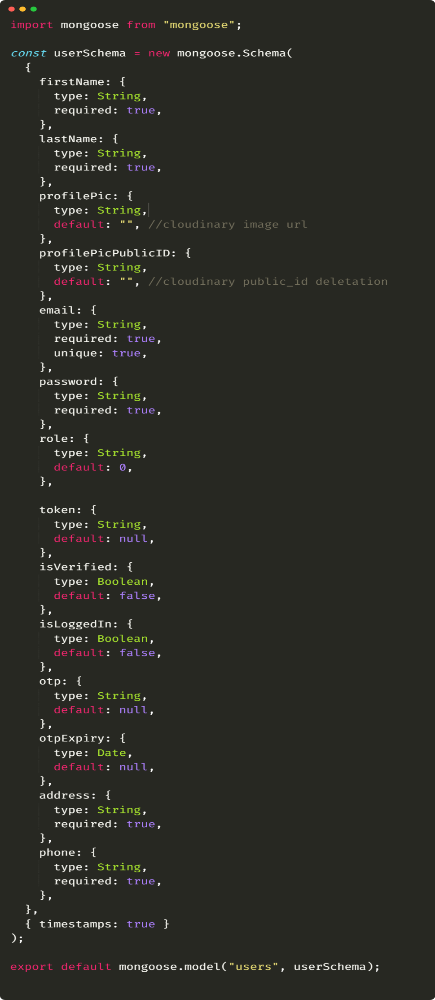 import mongoose from "mongoose";

const userSchema = new mongoose.Schema(
  {
    firstName: {
      type: String,
      required: true,
    },
    lastName: {
      type: String,
      required: true,
    },
    profilePic: {
      type: String,
      default: "", //cloudinary image url
    },
    profilePicPublicID: {
      type: String,
      default: "", //cloudinary public_id deletation
    },
    email: {
      type: String,
      required: true,
      unique: true,
    },
    password: {
      type: String,
      required: true,
    },
    role: {
      type: String,
      default: 0,
    },

    token: {
      type: String,
      default: null,
    },
    isVerified: {
      type: Boolean,
      default: false,
    },
    isLoggedIn: {
      type: Boolean,
      default: false,
    },
    otp: {
      type: String,
      default: null,
    },
    otpExpiry: {
      type: Date,
      default: null,
    },
    address: {
      type: String,
      required: true,
    },
    phone: {
      type: String,
      required: true,
    },
  },
  { timestamps: true }
);

export default mongoose.model("users", userSchema);